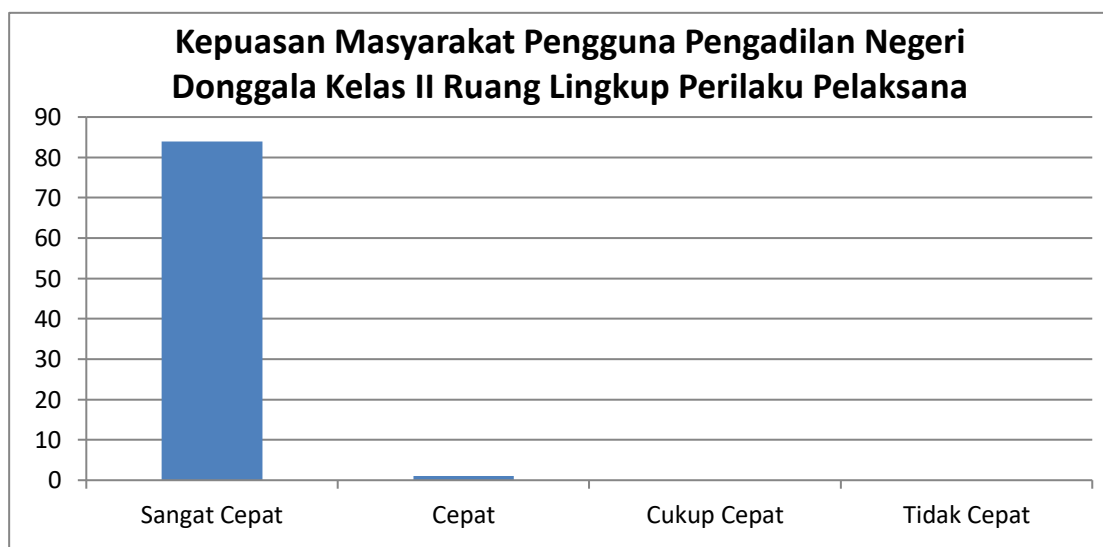 Kepuasan Masyarakat Pengguna Pengadilan Negeri
Donggala Kelas II Ruang Lingkup Perilaku Pelaksana
90
80
70
60
50
40
30
20
10
0
Sangat Cepat
Cepat
Cukup Cepat
Tidak Cepat